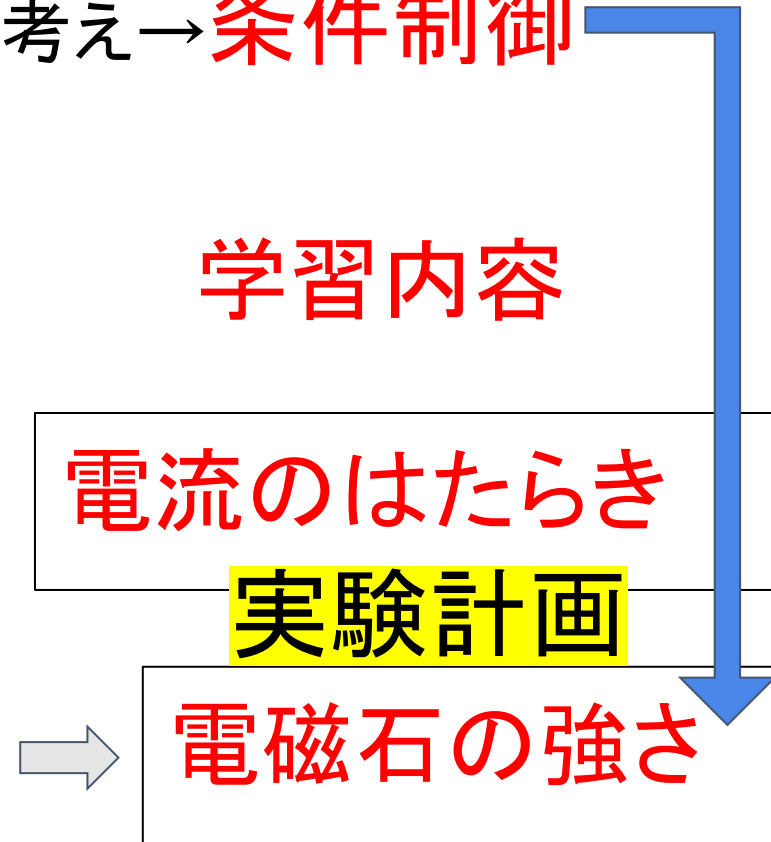 考え→条件制御
学習内容
電流のはたらき
実験計画
電磁石の強さ